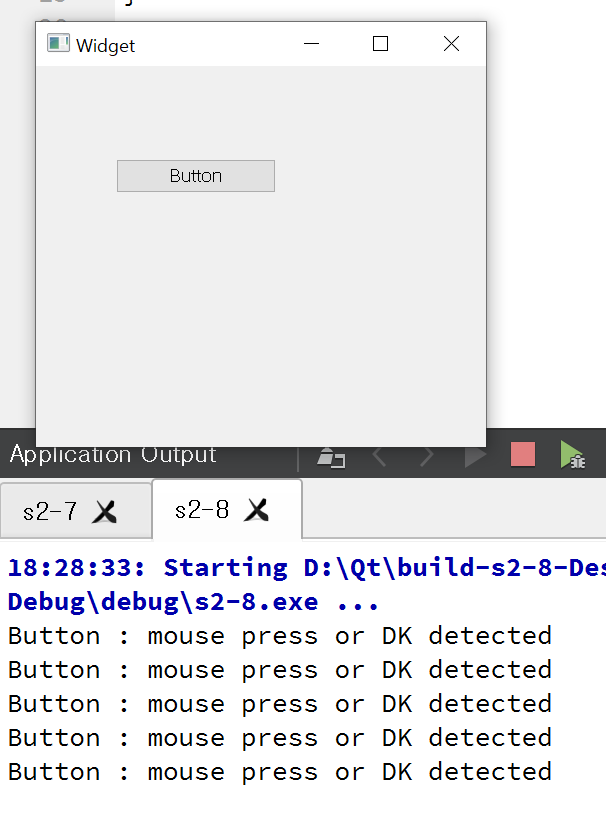 Widget
Button
Application Output
s2-7
s2-8
18:28:33: Starting D:\Qt\build-s2-8-Des
Debug\debug\s2-8.exe ...
Button : mouse press or DK detected
Button : mouse press or DK detected
Button : mouse press or DK detected
Button : mouse press or DK detected
Button : mouse press or DK detected